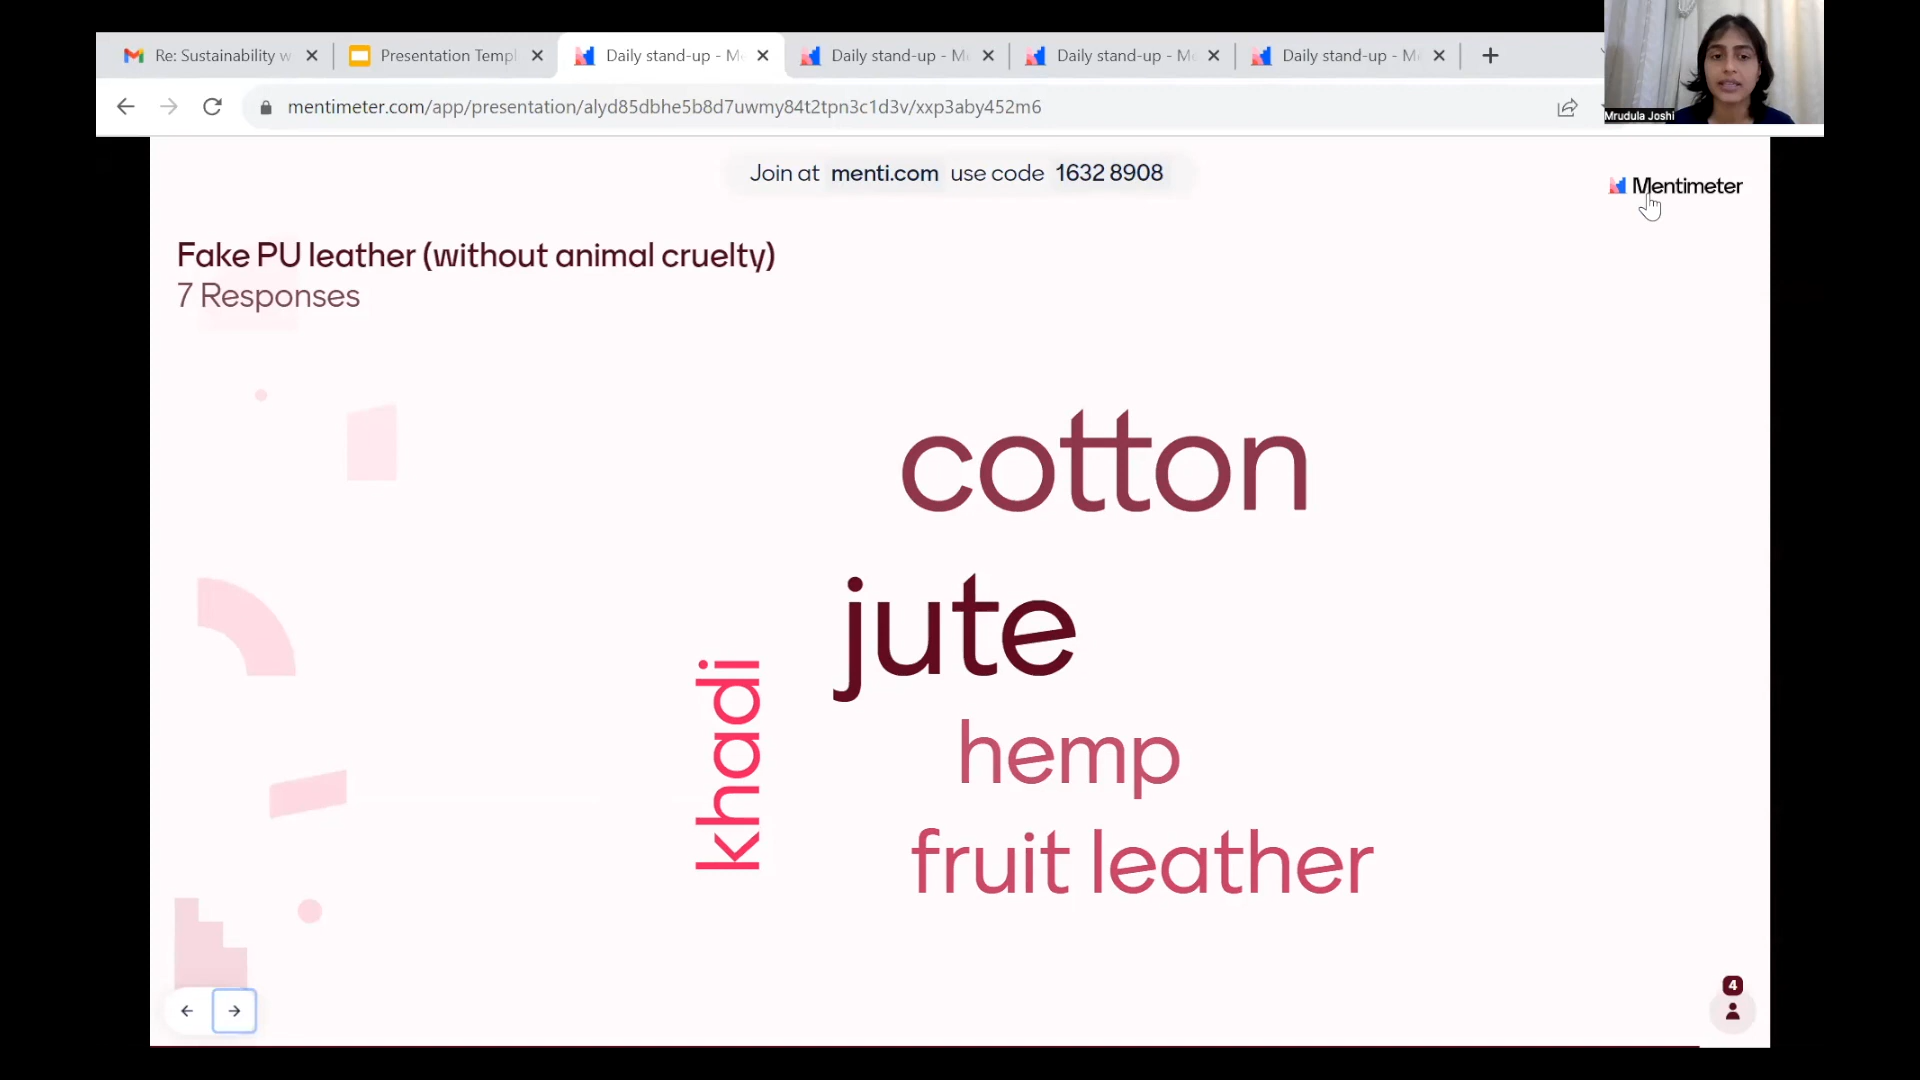 Re: Sustainability w
Presentation Templ
Daily stand-up - M
Daily stand-up - M
Daily stand-up - Me
Daily stand-up - M
mentimeter.com/app/presentation/alyd85dbhe5b8d7uwmy84t2tpn3c1d3v/xxp3aby452m6
Mrudula Joshi
Join at menti.com use code 1632 8908
Mentimeter
Fake PU leather (without animal cruelty)
7 Responses
cotton
jute
khadi
hemp
fruit leather
4